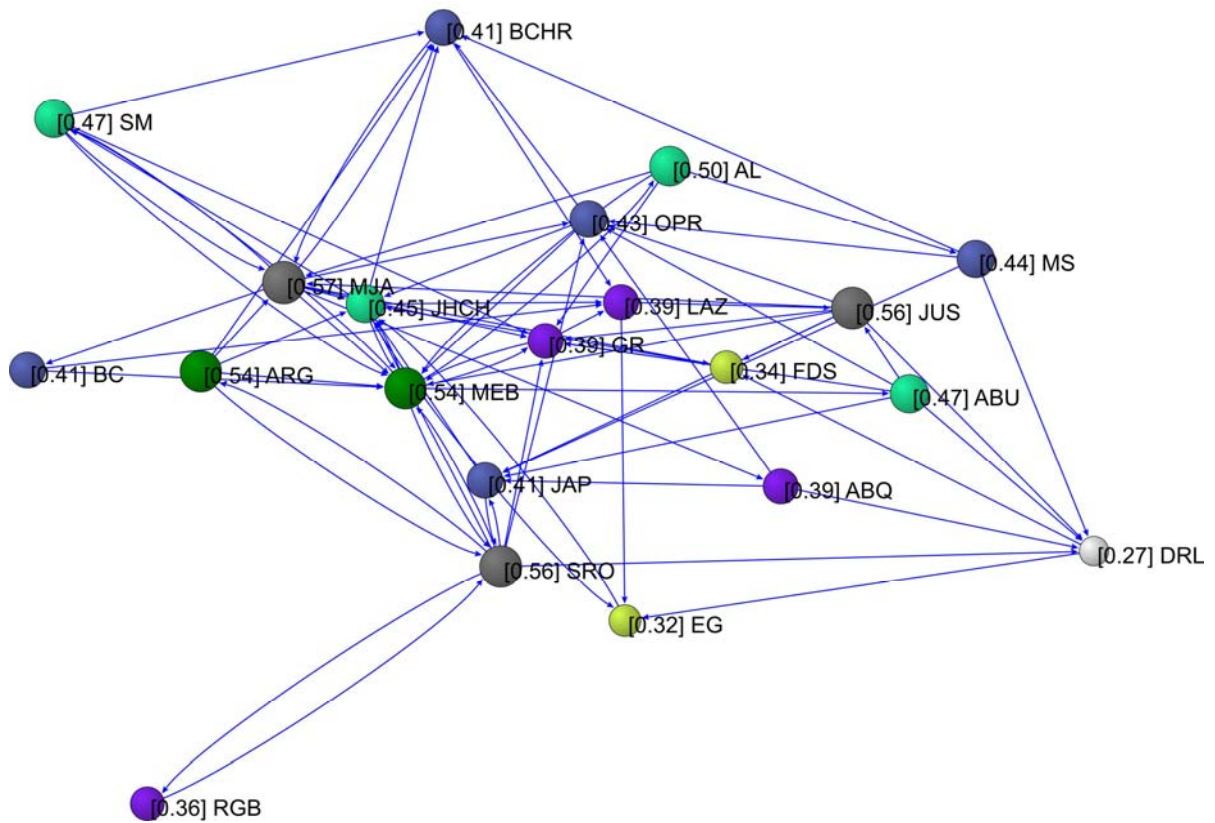 [0.41] BCHR
[0.47] SM
[0.50] AL
[0.43] OPR
[0.44] MS
[0.57] MJA
[0.45] JHCH
[0.39] LAZ
[0.56] JUS
[0.39] GR
[0.41] BC
[0.54] ARG
[0.54] MEB
[0.34] FDS
[0.47] ABU
[0.41] JAP
[0.39] ABQ
[0.56] SRO
[0.27] DRL
[0.32] EG
[0.36] RGB